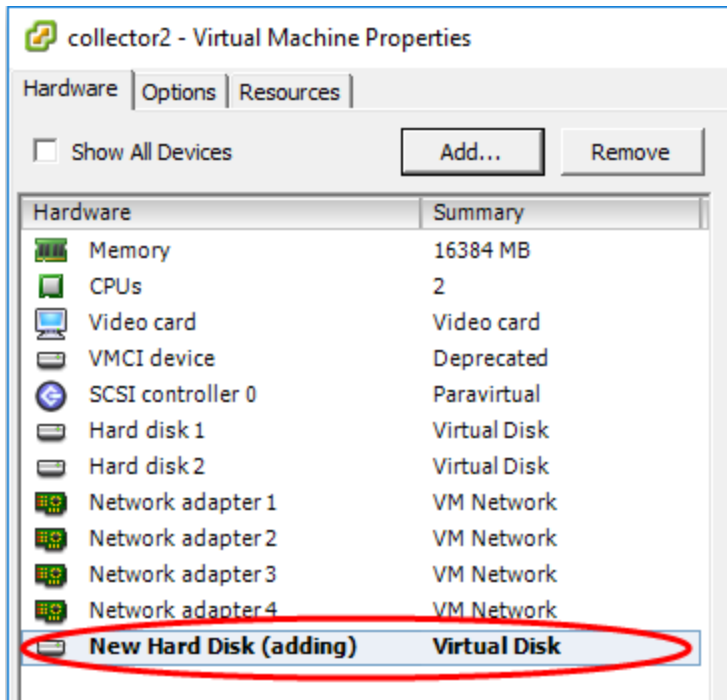 collector2 - Virtual Machine Properties
Hardware Options Resources
Show All Devices Add... Remove
Hardware Summary
Memory 16384 MB
CPUs 2
Video card Video card
VMCI device Deprecated
SCSI controller 0 Paravirtual
Hard disk 1 Virtual Disk
Hard disk 2 Virtual Disk
Network adapter 1 VM Network
Network adapter 2 VM Network
Network adapter 3 VM Network
Network adapter 4 VM Network
New Hard Disk (adding) Virtual Disk